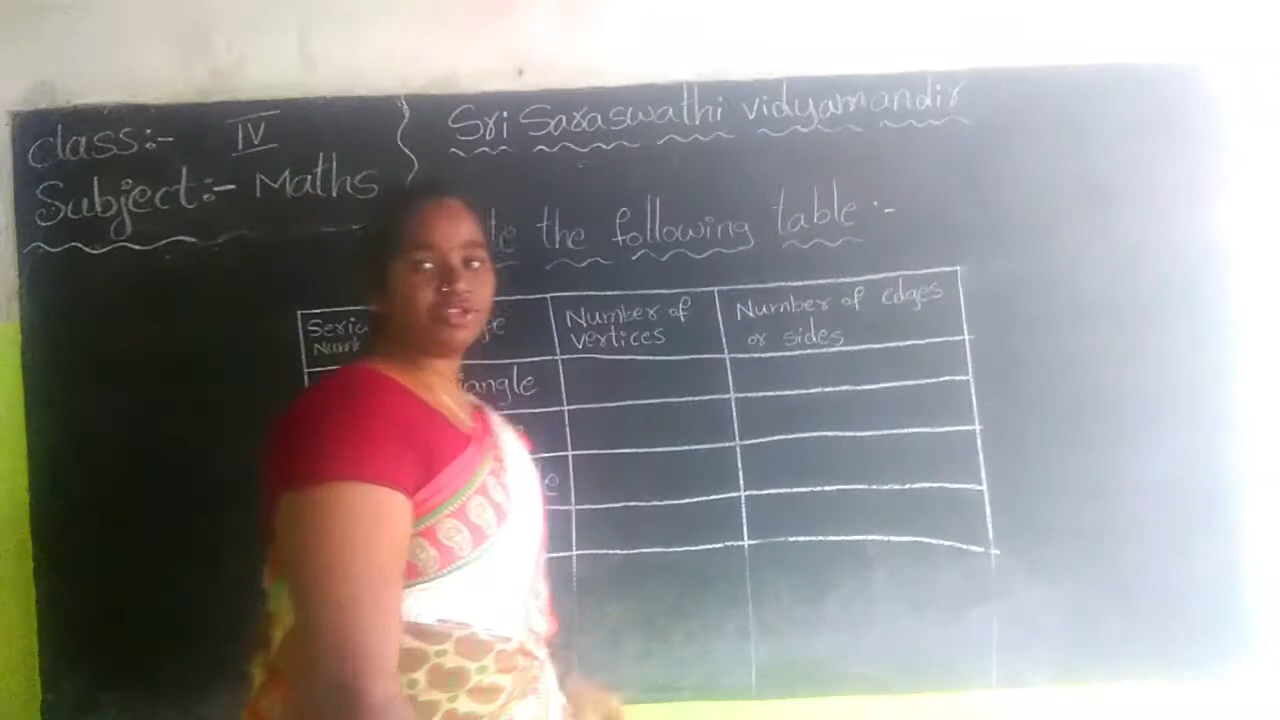 class:- IV
Subject:- Maths
Sri Saraswathi vidyamandir
the following table :-
Number of
vertices
Number of edges
or sides